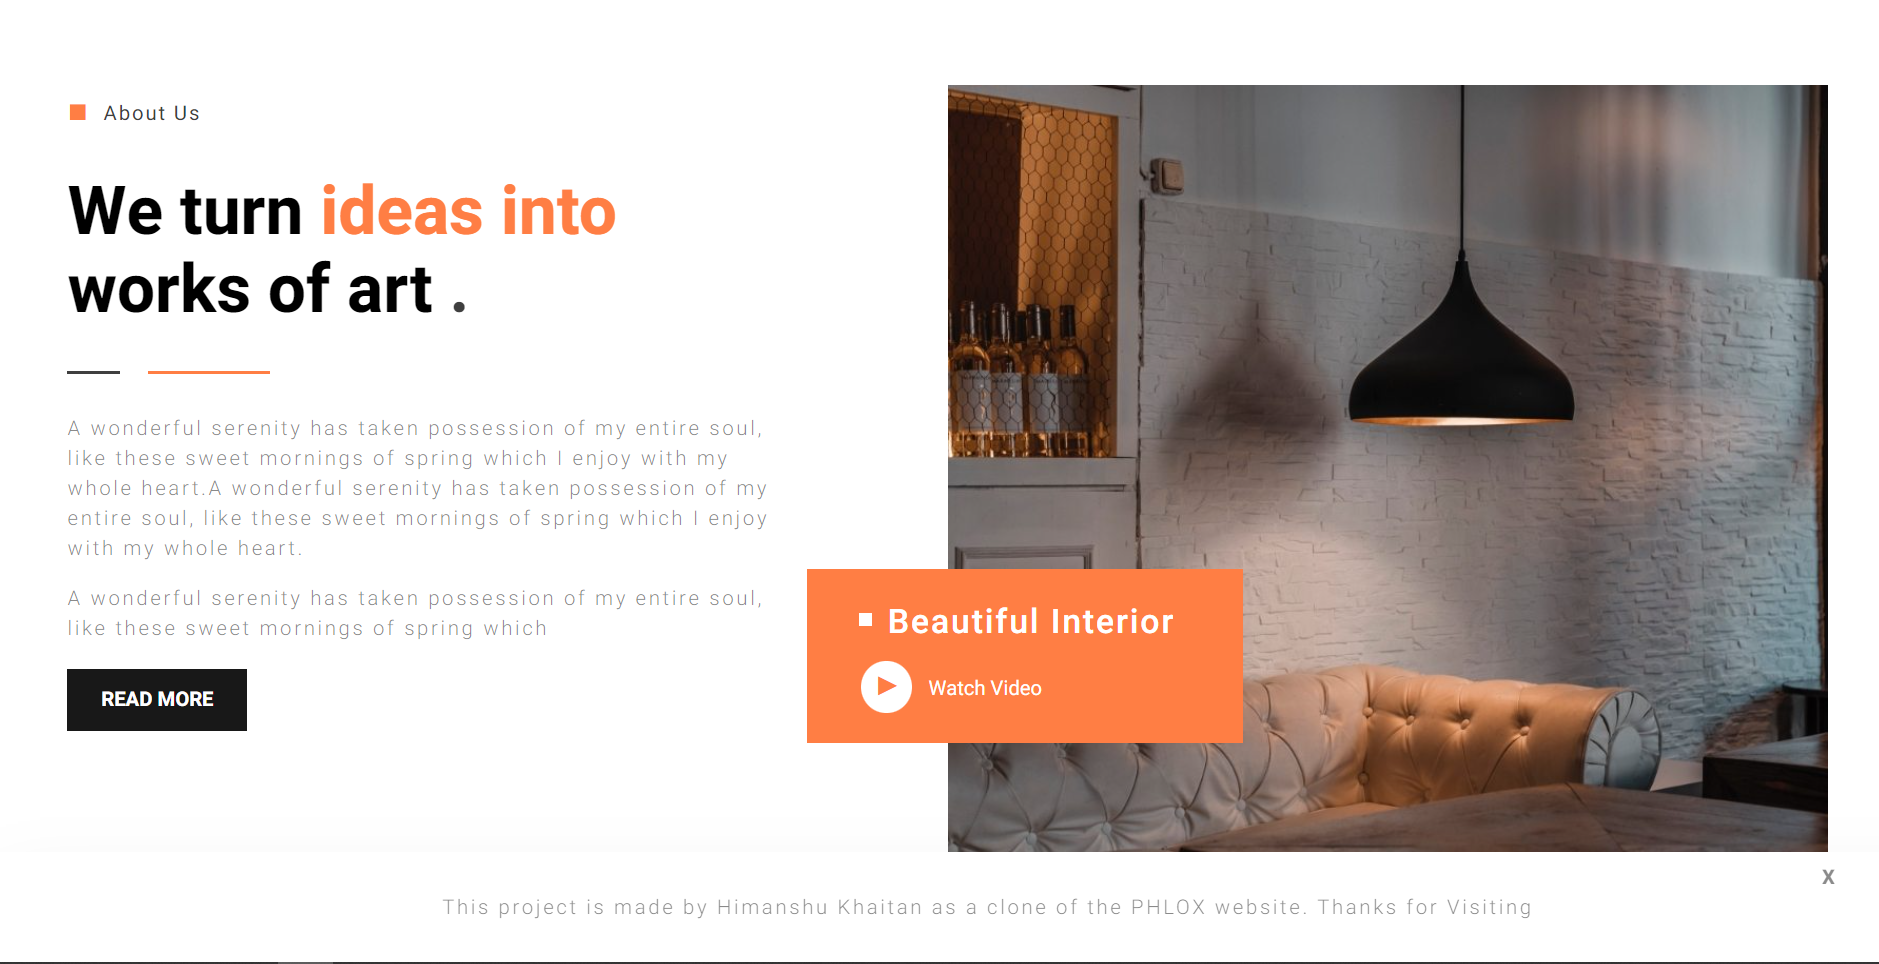 About Us
We turn ideas into
works of art .
A wonderful serenity has taken possession of my entire soul,
like these sweet mornings of spring which I enjoy with my
whole heart.A wonderful serenity has taken possession of my
entire soul, like these sweet mornings of spring which I enjoy
with my whole heart.
A wonderful serenity has taken possession of my entire soul,
like these sweet mornings of spring which
READ MORE
Beautiful Interior
Watch Video
X
This project is made by Himanshu Khaitan as a clone of the PHLOX website. Thanks for Visiting